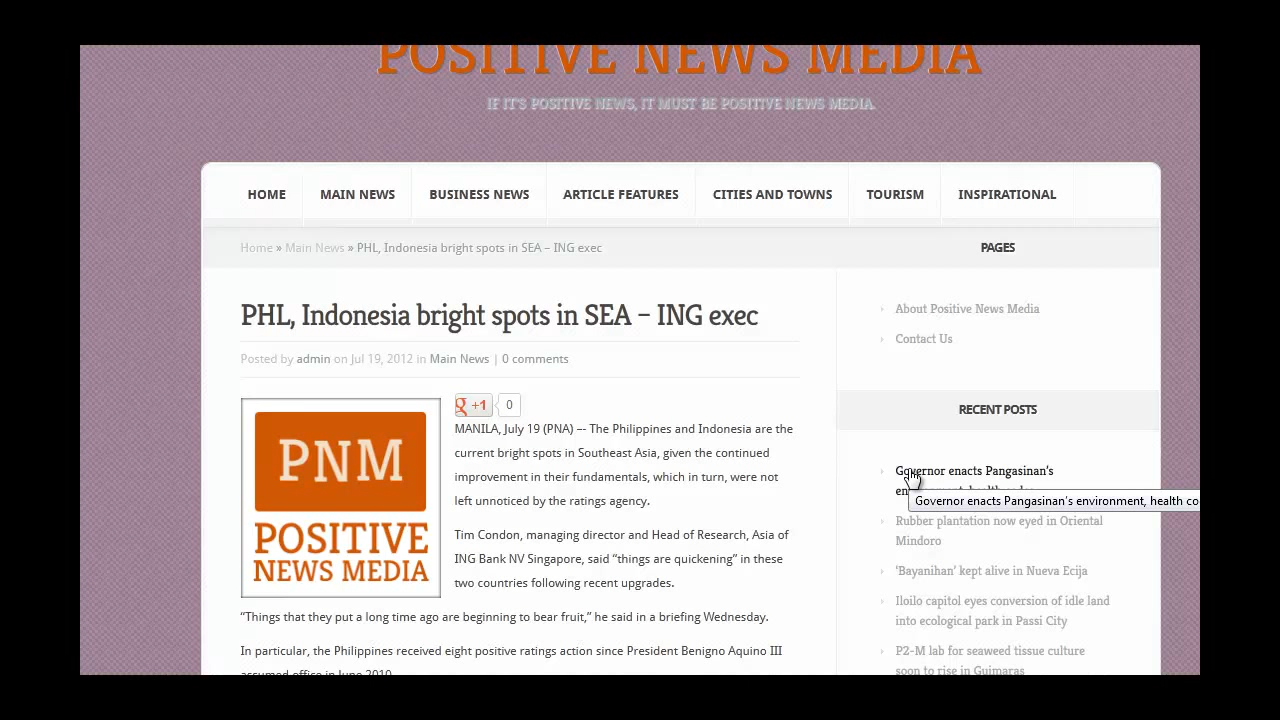 POSITIVE NEWS MEDIA
IF IT'S POSITIVE NEWS, IT MUST BE POSITIVE NEWS MEDIA.
HOME MAIN NEWS BUSINESS NEWS ARTICLE FEATURES CITIES AND TOWNS TOURISM INSPIRATIONAL
Home » Main News » PHL, Indonesia bright spots in SEA – ING exec
PHL, Indonesia bright spots in SEA – ING exec
Posted by admin on Jul 19, 2012 in Main News | 0 comments
PNM
POSITIVE
NEWS MEDIA
g +1 0
MANILA, July 19 (PNA) –- The Philippines and Indonesia are the
current bright spots in Southeast Asia, given the continued
improvement in their fundamentals, which in turn, were not
left unnoticed by the ratings agency.
Tim Condon, managing director and Head of Research, Asia of
ING Bank NV Singapore, said “things are quickening” in these
two countries following recent upgrades.
“Things that they put a long time ago are beginning to bear fruit,” he said in a briefing Wednesday.
In particular, the Philippines received eight positive ratings action since President Benigno Aquino III
assumed office in June 2010.
PAGES
About Positive News Media
Contact Us
RECENT POSTS
Governor enacts Pangasinan's
Governor enacts Pangasinan's environment, health co
Rubber plantation now eyed in Oriental
Mindoro
‘Bayanihan’ kept alive in Nueva Ecija
Iloilo capitol eyes conversion of idle land
into ecological park in Passi City
P2-M lab for seaweed tissue culture
soon to rise in Guimaras